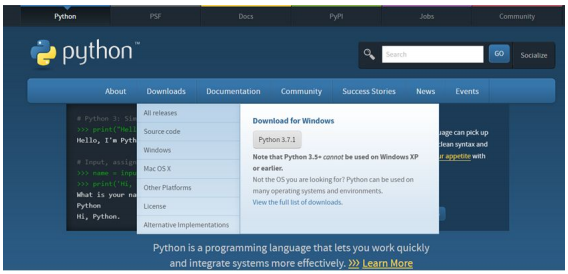 Python PSF Docs PyPI Jobs Community
python™
Search GO Socialize
About Downloads Documentation Community Success Stories News Events
All releases
Source code
Windows
Mac OS X
Other Platforms
License
Alternative Implementations
Download for Windows
Python 3.7.1
Note that Python 3.5+ cannot be used on Windows XP
or earlier.
Not the OS you are looking for? Python can be used on
many operating systems and environments.
View the full list of downloads.
# Python 3: Sim
>>> print("Hell
Hello, I'm Pyth
# Input, assign
>>> name = inpu
>>> print('Hi,
What is your na
Python
Hi, Python.
uage can pick up
clean syntax and
ur appetite with
Python is a programming language that lets you work quickly
and integrate systems more effectively. >>> Learn More